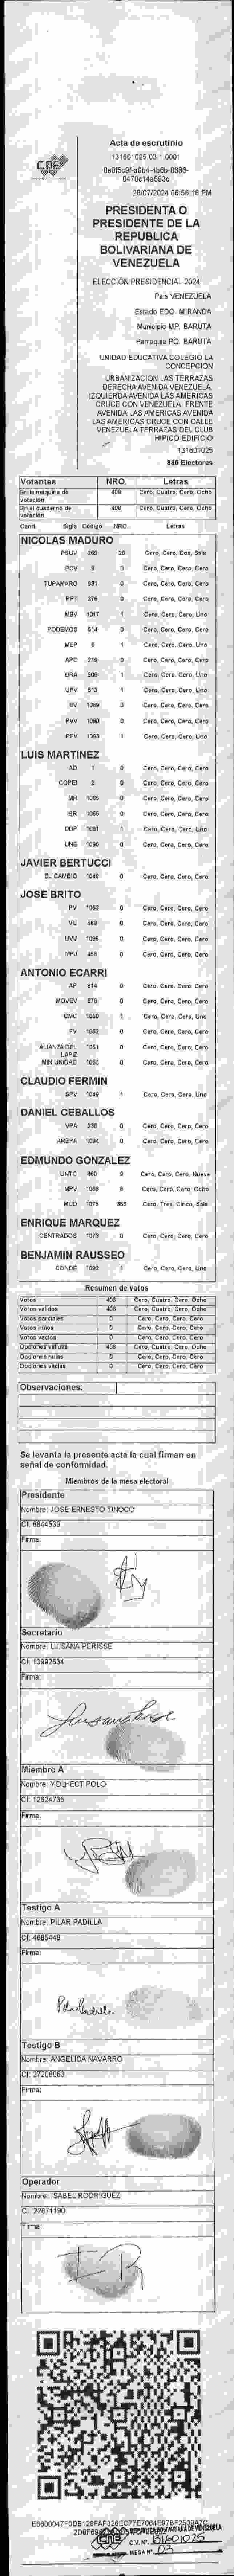 CNE
Acta de escrutinio
131601025.03.1.0001
28/07/2024 06:56:16 PM
PRESIDENTA O
PRESIDENTE DE LA
REPUBLICA
BOLIVARIANA DE
VENEZUELA
ELECCIÓN PRESIDENCIAL 2024
Pais VENEZUELA
Estado EDO. MIRANDA
Municipio MP. BARUTA
Parroquia PQ. BARUTA
UNIDAD EDUCATIVA COLEGIO LA
CONCEPCION
URBANIZACIÓN LAS TERRAZAS
DERECHA AVENIDA VENEZUELA.
IZQUIERDA AVENIDA LAS AMERICAS
CRUCE CON VENEZUELA. FRENTE
AVENIDA LAS AMERICAS AVENIDA
LAS AMERICAS CRUCE CON CALLE
VENEZUELA TERRAZAS DEL CLUB
HIPICO EDIFICIO
131601025
886 Electores
Votantes NRO. Letras
En la máquina de votación 408 Cero, Cuatro, Cero, Ocho
En el cuaderno de votación 408 Cero, Cuatro, Cero, Ocho
Cand. Sigla Código NRO. Letras
NICOLAS MADURO
PSUV 268 26 Cero, Cero, Dos, Seis
PCV 0 Cero, Cero, Cero, Cero
TUPAMARO 931 0 Cero, Cero, Cero, Cero
PPT 376 0 Cero, Cero, Cero, Cero
MSV 1017 1 Cero, Cero, Cero, Uno
PODEMOS 514 0 Cero, Cero, Cero, Cero
MEP 6 1 Cero, Cero, Cero, Uno
APC 219 0 Cero, Cero, Cero, Cero
ORA 906 1 Cero, Cero, Cero, Uno
UPV 513 1 Cero, Cero, Cero, Uno
EV 1069 0 Cero, Cero, Cero, Cero
PVV 1090 0 Cero, Cero, Cero, Cero
PFV 1093 1 Cero, Cero, Cero, Uno
LUIS MARTINEZ
AD 1 0 Cero, Cero, Cero, Cero
COPEI 2 0 Cero, Cero, Cero, Cero
MR 1065 0 Cero, Cero, Cero, Cero
BR 1066 0 Cero, Cero, Cero, Cero
DDP 1091 1 Cero, Cero, Cero, Uno
UNE 1096 0 Cero, Cero, Cero, Cero
JAVIER BERTUCCI
EL CAMBIO 1048 0 Cero, Cero, Cero, Cero
JOSE BRITO
PV 1053 0 Cero, Cero, Cero, Cero
VU 660 0 Cero, Cero, Cero, Cero
UVV 1095 0 Cero, Cero, Cero, Cero
MPJ 458 0 Cero, Cero, Cero, Cero
ANTONIO ECARRI
AP 914 0 Cero, Cero, Cero, Cero
MOVEV 879 0 Cero, Cero, Cero, Cero
CMC 1050 1 Cero, Cero, Cero, Uno
FV 1082 0 Cero, Cero, Cero, Cero
ALIANZA DEL LAPIZ 1051 0 Cero, Cero, Cero, Cero
MIN UNIDAD 1068 0 Cero, Cero, Cero, Cero
CLAUDIO FERMIN
SPV 1049 1 Cero, Cero, Cero, Uno
DANIEL CEBALLOS
VPA 230 0 Cero, Cero, Cero, Cero
AREPA 1094 0 Cero, Cero, Cero, Cero
EDMUNDO GONZALEZ
UNTC 460 9 Cero, Cero, Cero, Nueve
MPV 1069 8 Cero, Cero, Cero, Ocho
MUD 1075 356 Cero, Tres, Cinco, Seis
ENRIQUE MARQUEZ
CENTRADOS 1073 0 Cero, Cero, Cero, Cero
BENJAMIN RAUSSEO
CONDE 1092 1 Cero, Cero, Cero, Uno
Resumen de votos
Votos 408 Cero, Cuatro, Cero, Ocho
Votos validos 408 Cero, Cuatro, Cero, Ocho
Votos parciales 0 Cero, Cero, Cero, Cero
Votos nulos 0 Cero, Cero, Cero, Cero
Votos vacios 0 Cero, Cero, Cero, Cero
Opciones validas 408 Cero, Cuatro, Cero, Ocho
Opciones nulas 0 Cero, Cero, Cero, Cero
Opciones vacias 0 Cero, Cero, Cero, Cero
Observaciones:
Se levanta la presente acta la cual firman en
señal de conformidad.
Miembros de la mesa electoral
Presidente
Nombre: JOSE ERNESTO TINOCO
CI: 6844539
Firma:
Secretario
Nombre: LUISANA PERISSE
CI: 13992534
Firma:
Miembro A
Nombre: YOLHECT POLO
CI: 12624735
Firma:
Testigo A
Nombre: PILAR PADILLA
CI: 4685448
Firma:
Pilar Padilla
Testigo B
Nombre: ANGELICA NAVARRO
CI: 27208063
Firma:
Operador
Nombre: ISABEL RODRIGUEZ
CI: 22671190
Firma:
IR
REPÚBLICA BOLIVARIANA DE VENEZUELA
CNE C.V. N° 131601025
MESA N° 03